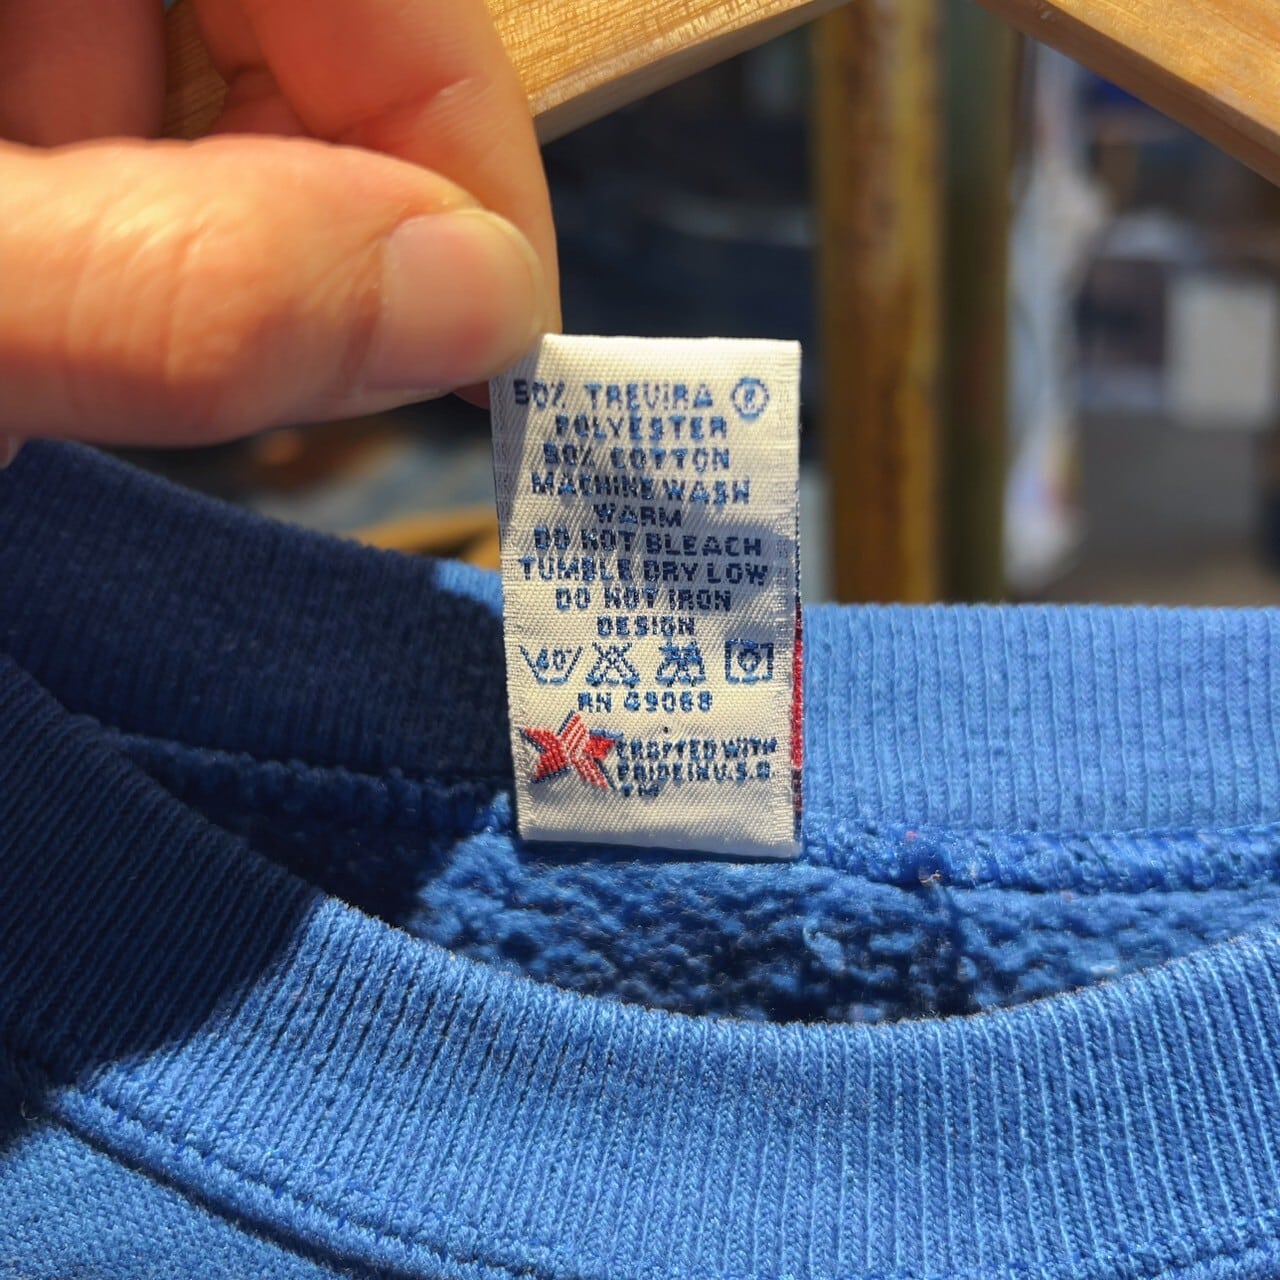 50% TREVIRA ®
POLYESTER
50% COTTON
MACHINE WASH
WARM
DO NOT BLEACH
TUMBLE DRY LOW
DO NOT IRON
DESIGN
40
RN 49068
CRAFTED WITH
PRIDE IN U.S.A.
TM